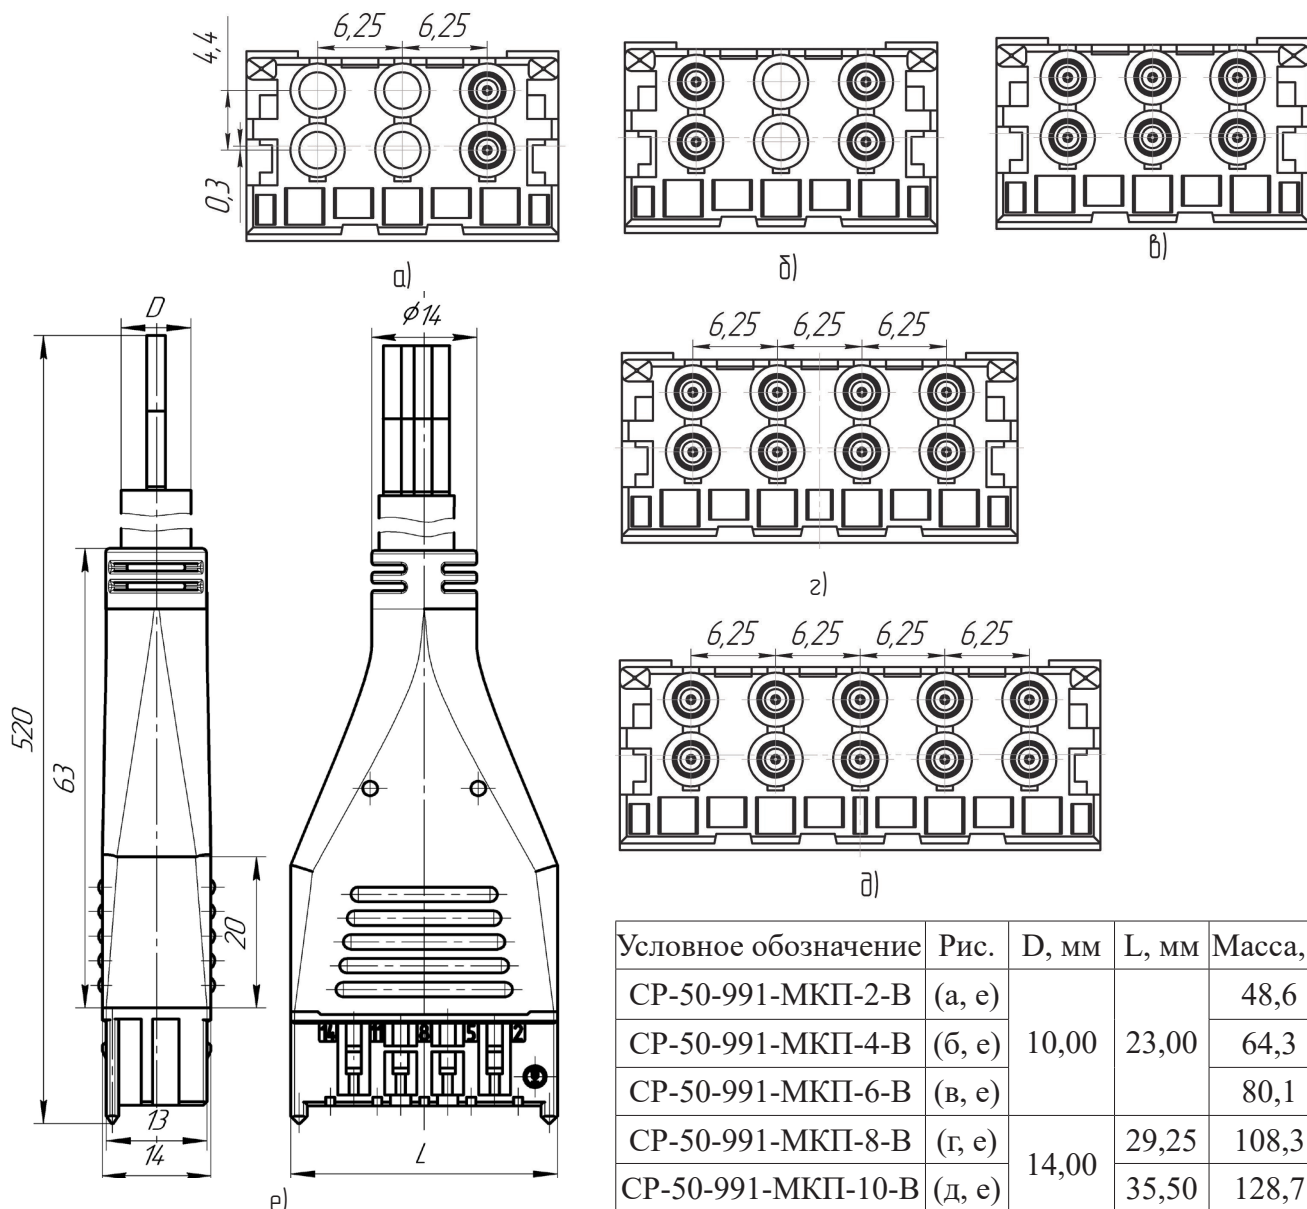 6,25 6,25
4,4
0,3
а)
б)
в)
D
ϕ14
6,25 6,25 6,25
г)
6,25 6,25 6,25 6,25
д)
520
63
20
14 11 8 5 2
13
14
L
е)
Условное обозначение Рис. D, мм L, мм Масса,
СР-50-991-МКП-2-В (а, е) 10,00 23,00 48,6
СР-50-991-МКП-4-В (б, е) 64,3
СР-50-991-МКП-6-В (в, е) 80,1
СР-50-991-МКП-8-В (г, е) 14,00 29,25 108,3
СР-50-991-МКП-10-В (д, е) 35,50 128,7